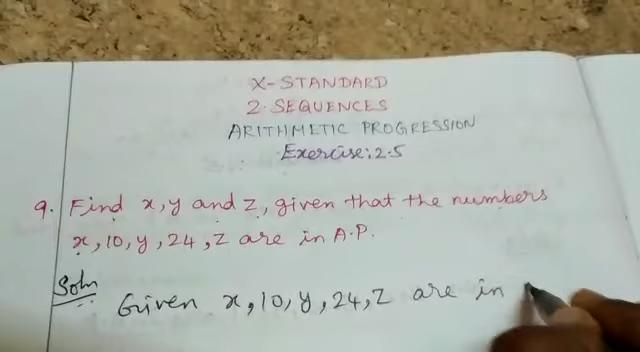 X-STANDARD
2.SEQUENCES
ARITHMETIC PROGRESSION
Exercise:2.5
9. Find x,y and z, given that the numbers
x,10,y,24,z are in A.P.
Soln
Given x,10,y,24,z are in